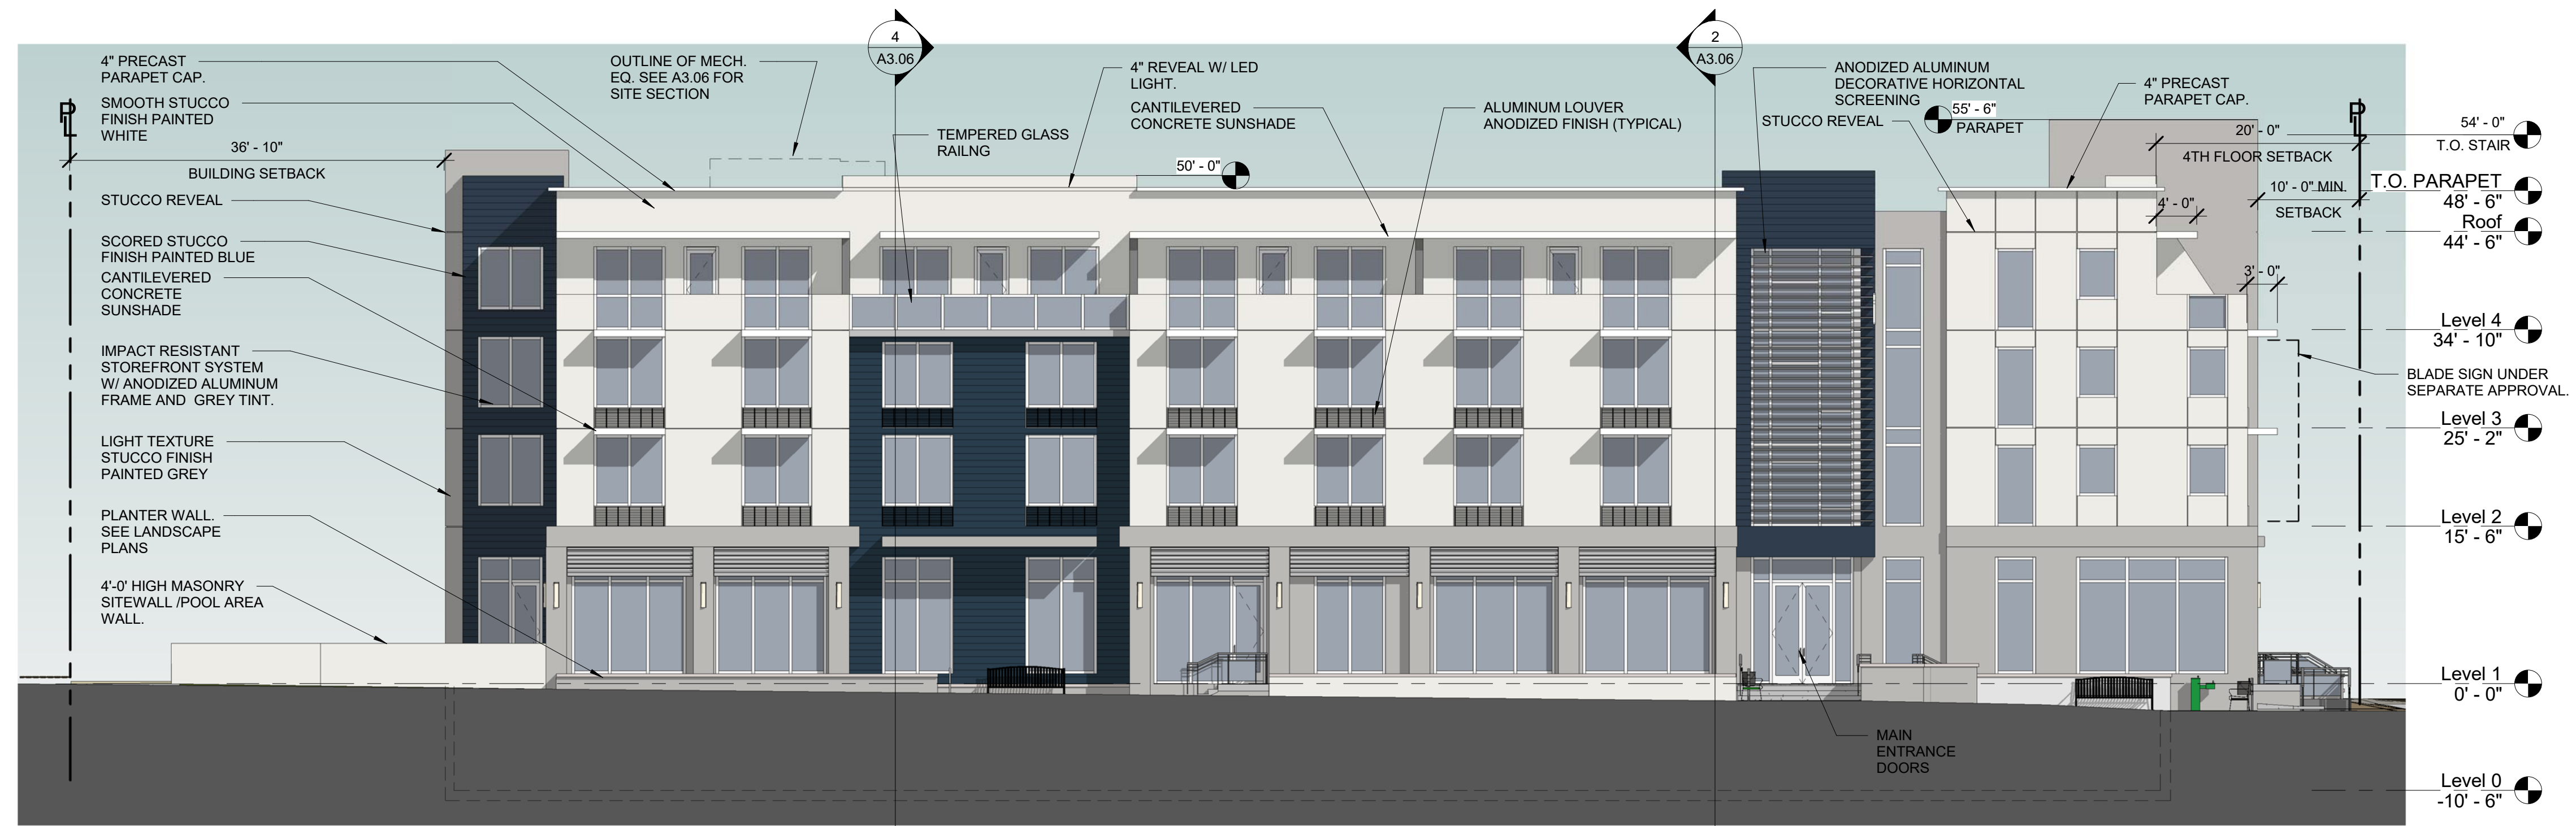 4
A3.06
2
A3.06
4" PRECAST
PARAPET CAP.
SMOOTH STUCCO
FINISH PAINTED
WHITE
36' - 10"
BUILDING SETBACK
STUCCO REVEAL
SCORED STUCCO
FINISH PAINTED BLUE
CANTILEVERED
CONCRETE
SUNSHADE
IMPACT RESISTANT
STOREFRONT SYSTEM
W/ ANODIZED ALUMINUM
FRAME AND GREY TINT.
LIGHT TEXTURE
STUCCO FINISH
PAINTED GREY
PLANTER WALL.
SEE LANDSCAPE
PLANS
4'-0' HIGH MASONRY
SITEWALL /POOL AREA
WALL.
PL
OUTLINE OF MECH.
EQ. SEE A3.06 FOR
SITE SECTION
TEMPERED GLASS
RAILNG
4" REVEAL W/ LED
LIGHT.
CANTILEVERED
CONCRETE SUNSHADE
50' - 0"
ALUMINUM LOUVER
ANODIZED FINISH (TYPICAL)
ANODIZED ALUMINUM
DECORATIVE HORIZONTAL
SCREENING
STUCCO REVEAL
55' - 6"
PARAPET
4" PRECAST
PARAPET CAP.
PL
20' - 0"
4TH FLOOR SETBACK
10' - 0" MIN.
SETBACK
4' - 0"
3' - 0"
54' - 0"
T.O. STAIR
T.O. PARAPET
48' - 6"
Roof
44' - 6"
Level 4
34' - 10"
BLADE SIGN UNDER
SEPARATE APPROVAL.
Level 3
25' - 2"
Level 2
15' - 6"
Level 1
0' - 0"
MAIN
ENTRANCE
DOORS
Level 0
-10' - 6"